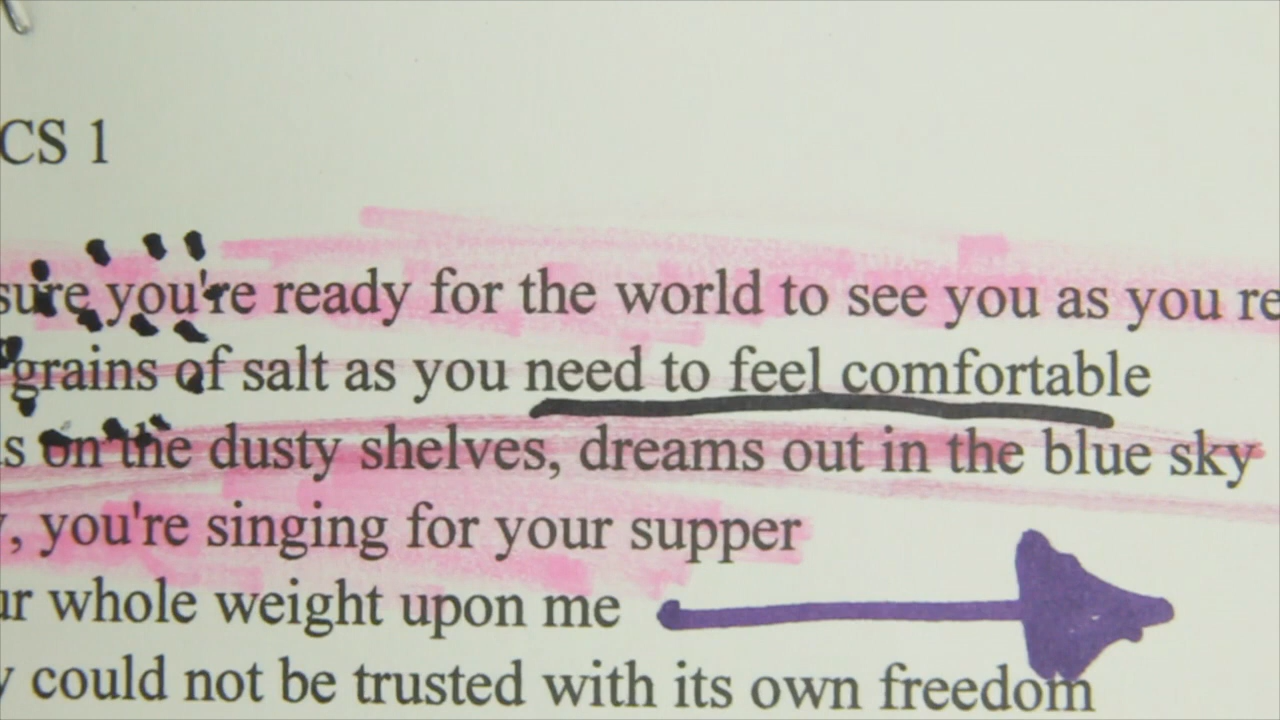 CS 1
sure you're ready for the world to see you as you re
grains of salt as you need to feel comfortable
s on the dusty shelves, dreams out in the blue sky
, you're singing for your supper
ur whole weight upon me
y could not be trusted with its own freedom